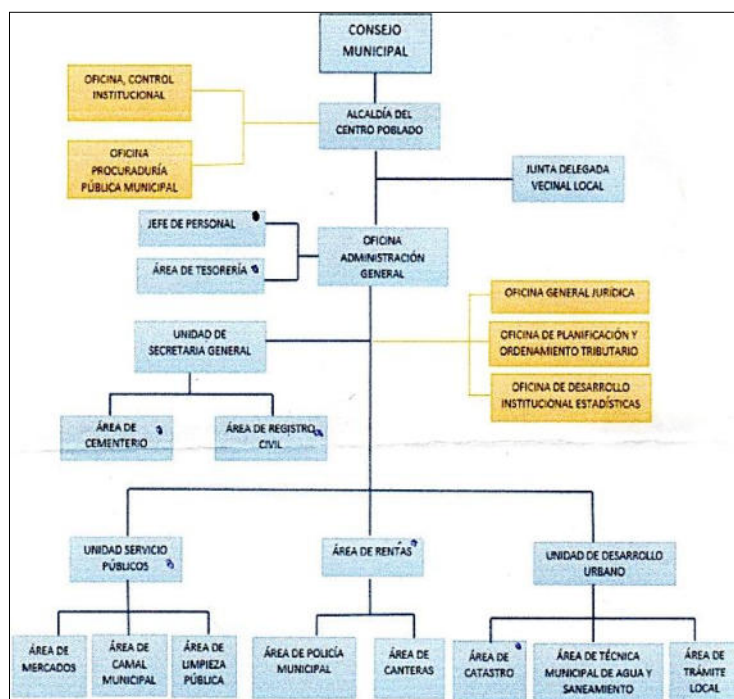 CONSEJO
MUNICIPAL
OFICINA, CONTROL
INSTITUCIONAL
ALCALDÍA DEL
CENTRO POBLADO
OFICINA
PROCURADURÍA
PÚBLICA MUNICIPAL
JUNTA DELEGADA
VECINAL LOCAL
JEFE DE PERSONAL
ÁREA DE TESORERÍA
OFICINA
ADMINISTRACIÓN
GENERAL
OFICINA GENERAL JURÍDICA
UNIDAD DE
SECRETARIA GENERAL
OFICINA DE PLANIFICACIÓN Y
ORDENAMIENTO TRIBUTARIO
OFICINA DE DESARROLLO
INSTITUCIONAL ESTADÍSTICAS
ÁREA DE
CEMENTERIO
ÁREA DE REGISTRO
CIVIL
UNIDAD SERVICIO
PÚBLICOS
ÁREA DE RENTAS
UNIDAD DE DESARROLLO
URBANO
ÁREA DE
MERCADOS
ÁREA DE
CAMAL
MUNICIPAL
ÁREA DE
LIMPIEZA
PÚBLICA
ÁREA DE POLICÍA
MUNICIPAL
ÁREA DE
CANTERAS
ÁREA DE
CATASTRO
ÁREA DE TÉCNICA
MUNICIPAL DE AGUA Y
SANEAMIENTO
ÁREA DE
TRÁMITE
LOCAL